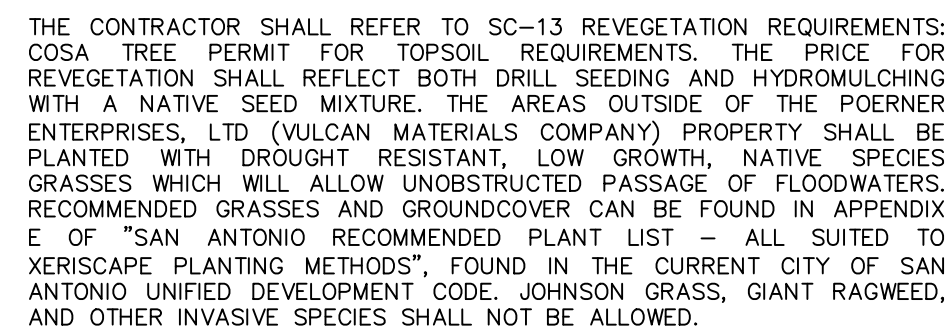 THE CONTRACTOR SHALL REFER TO SC–13 REVEGETATION REQUIREMENTS:
COSA TREE PERMIT FOR TOPSOIL REQUIREMENTS. THE PRICE FOR
REVEGETATION SHALL REFLECT BOTH DRILL SEEDING AND HYDROMULCHING
WITH A NATIVE SEED MIXTURE. THE AREAS OUTSIDE OF THE POERNER
ENTERPRISES, LTD (VULCAN MATERIALS COMPANY) PROPERTY SHALL BE
PLANTED WITH DROUGHT RESISTANT, LOW GROWTH, NATIVE SPECIES
GRASSES WHICH WILL ALLOW UNOBSTRUCTED PASSAGE OF FLOODWATERS.
RECOMMENDED GRASSES AND GROUNDCOVER CAN BE FOUND IN APPENDIX
E OF ”SAN ANTONIO RECOMMENDED PLANT LIST – ALL SUITED TO
XERISCAPE PLANTING METHODS”, FOUND IN THE CURRENT CITY OF SAN
ANTONIO UNIFIED DEVELOPMENT CODE. JOHNSON GRASS, GIANT RAGWEED,
AND OTHER INVASIVE SPECIES SHALL NOT BE ALLOWED.